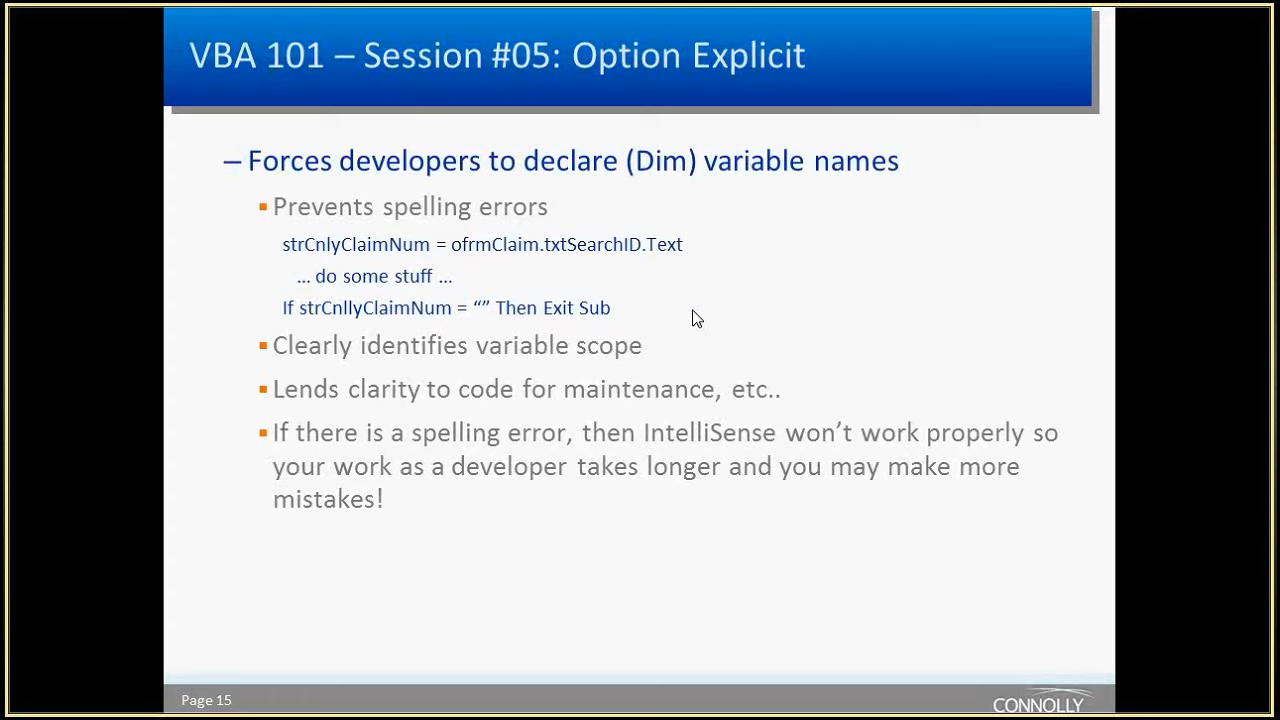 VBA 101 – Session #05: Option Explicit
– Forces developers to declare (Dim) variable names
▪ Prevents spelling errors
strCnlyClaimNum = ofrmClaim.txtSearchID.Text
... do some stuff ...
If strCnllyClaimNum = “” Then Exit Sub
▪ Clearly identifies variable scope
▪ Lends clarity to code for maintenance, etc..
▪ If there is a spelling error, then IntelliSense won’t work properly so
your work as a developer takes longer and you may make more
mistakes!
Page 15
CONNOLLY